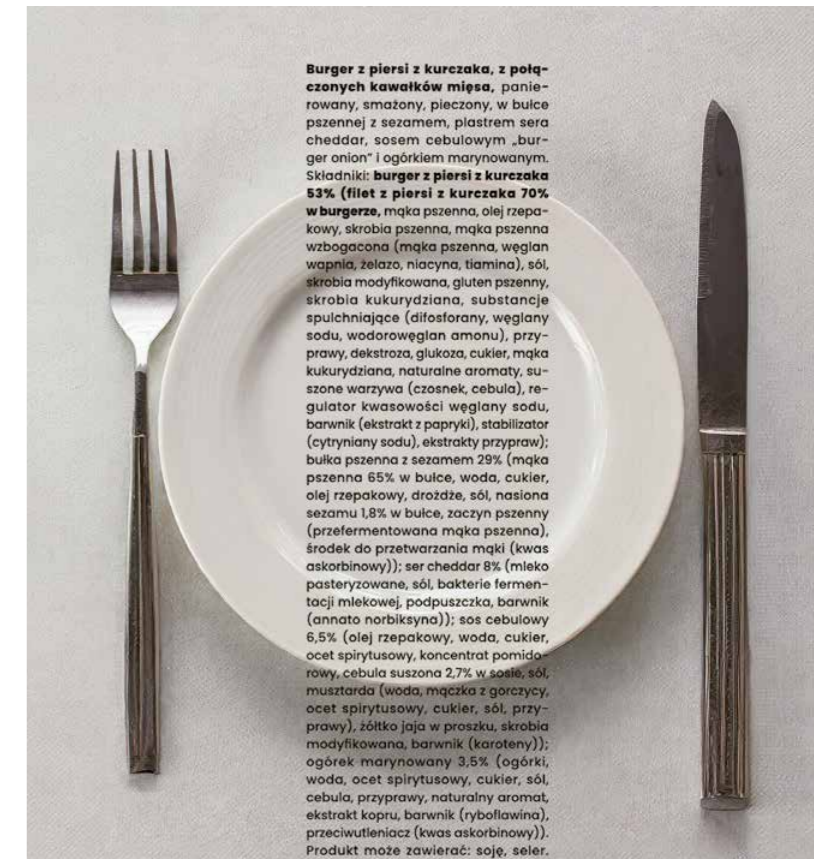 Burger z piersi z kurczaka, z połą-
czonych kawałków mięsa, panie-
rowany, smażony, pieczony, w bułce
pszennej z sezamem, plastrem sera
cheddar, sosem cebulowym „bur-
ger onion" i ogórkiem marynowanym.
Składniki: burger z piersi z kurczaka
53% (filet z piersi z kurczaka 70%
w burgerze, mąka pszenna, olej rzepa-
kowy, skrobia pszenna, mąka pszenna
wzbogacona (mąka pszenna, węglan
wapnia, żelazo, niacyna, tiamina), sól,
skrobia modyfikowana, gluten pszenny,
skrobia kukurydziana, substancje
spulchniające (difosforany, węglany
sodu, wodorowęglan amonu), przy-
prawy, dekstroza, glukoza, cukier, mąka
kukurydziana, naturalne aromaty, su-
szone warzywa (czosnek, cebula), re-
gulator kwasowości węglany sodu,
barwnik (ekstrakt z papryki), stabilizator
(cytryniany sodu), ekstrakty przypraw);
bułka pszenna z sezamem 29% (mąka
pszenna 65% w bułce, woda, cukier,
olej rzepakowy, drożdże, sól, nasiona
sezamu 1,8% w bułce, zaczyn pszenny
(przefermentowana mąka pszenna),
środek do przetwarzania mąki (kwas
askorbinowy)); ser cheddar 8% (mleko
pasteryzowane, sól, bakterie fermen-
tacji mlekowej, podpuszczka, barwnik
(annato norbiksyna)); sos cebulowy
6,5% (olej rzepakowy, woda, cukier,
ocet spirytusowy, koncentrat pomido-
rowy, cebula suszona 2,7% w sosie, sól,
musztarda (woda, mączka z gorczycy,
ocet spirytusowy, cukier, sól, przy-
prawy), żółtko jaja w proszku, skrobia
modyfikowana, barwnik (karoteny));
ogórek marynowany 3,5% (ogórki,
woda, ocet spirytusowy, cukier, sól,
cebula, przyprawy, naturalny aromat,
ekstrakt kopru, barwnik (ryboflawina),
przeciwutleniacz (kwas askorbinowy)).
Produkt może zawierać: soję, seler.